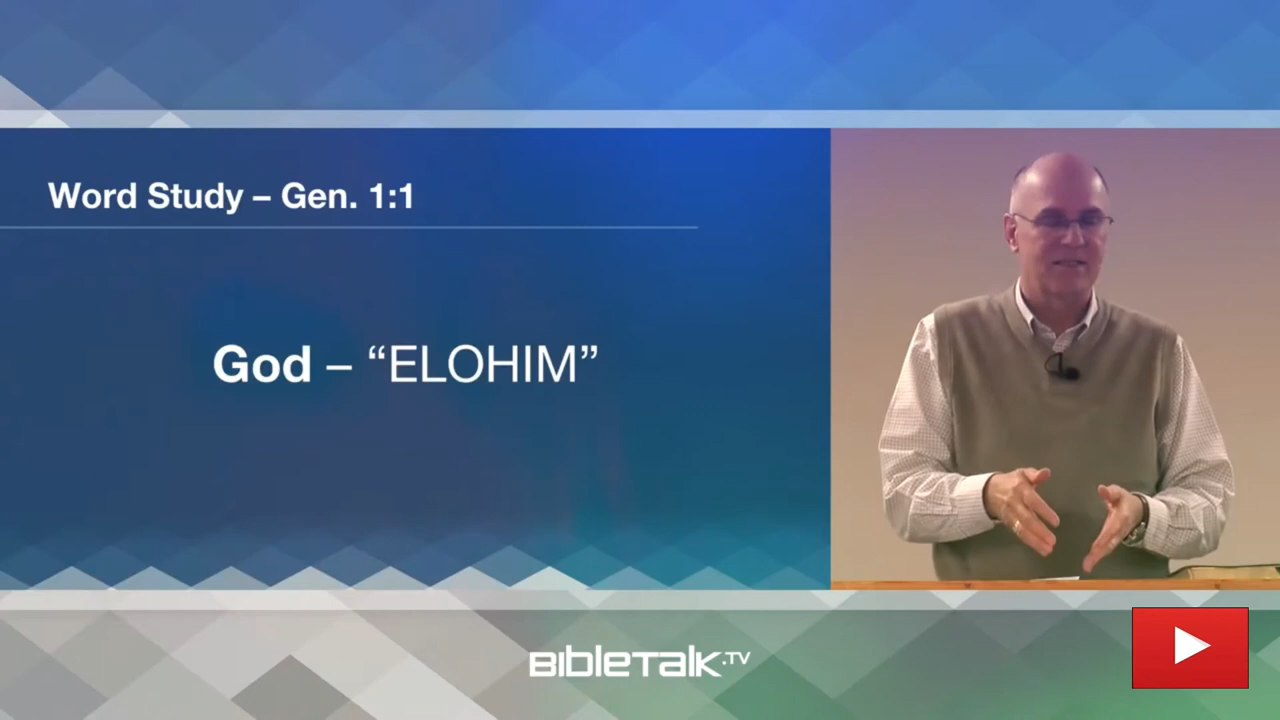 Word Study – Gen. 1:1
God – “ELOHIM”
BIBLETALK.TV